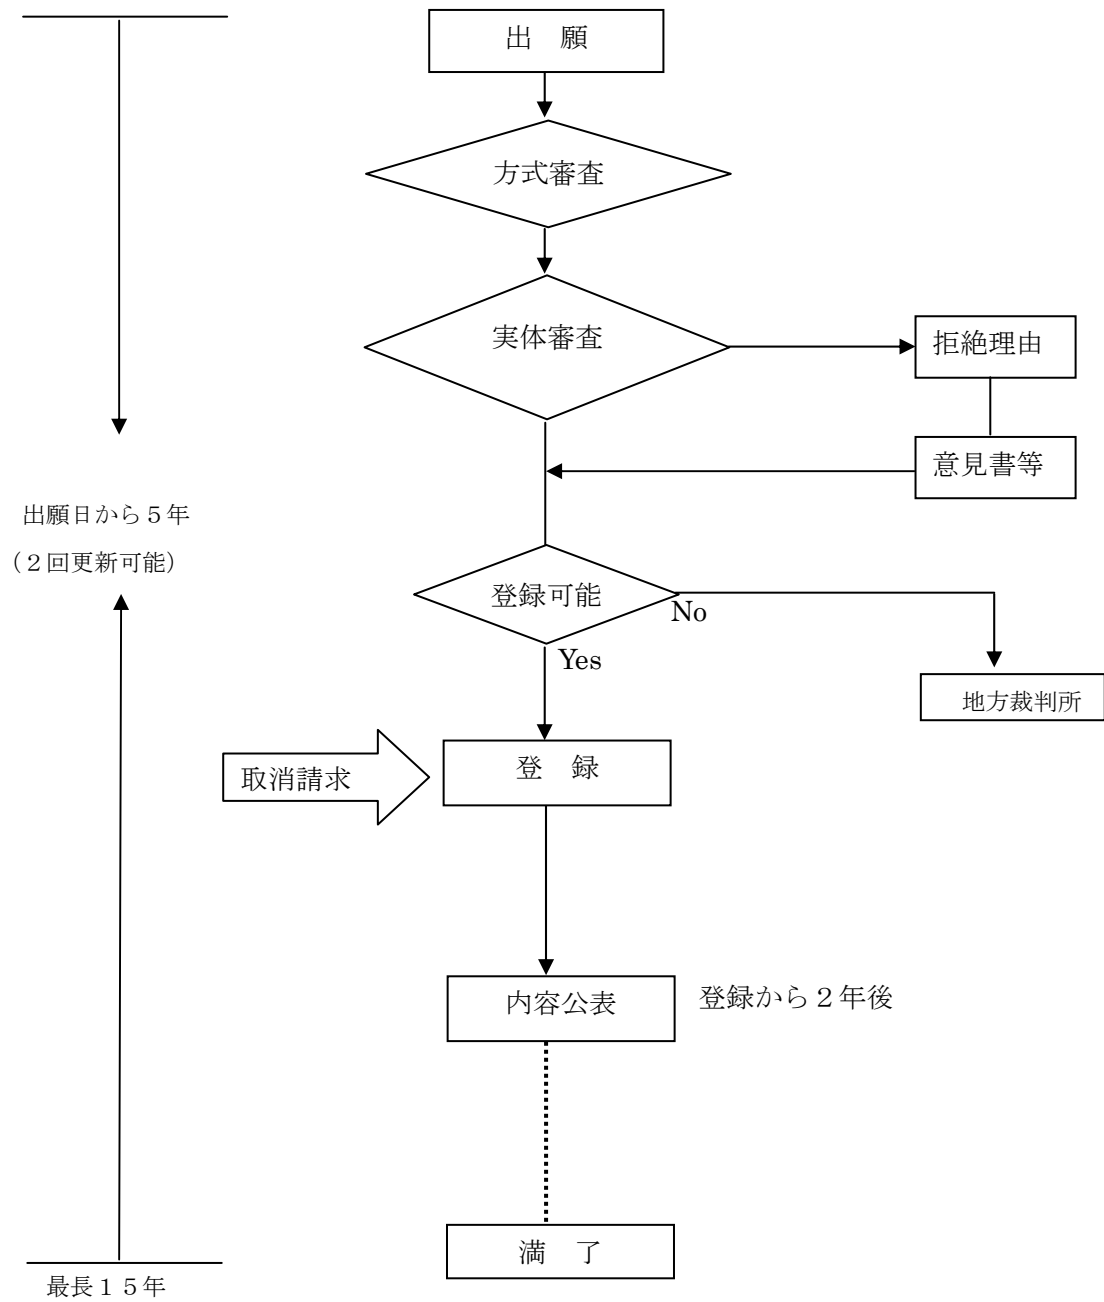 出　願
方式審査
実体審査
拒絶理由
意見書等
出願日から５年
（２回更新可能）
登録可能
No
Yes
地方裁判所
登　録
取消請求
内容公表
登録から２年後
満　了
最長１５年